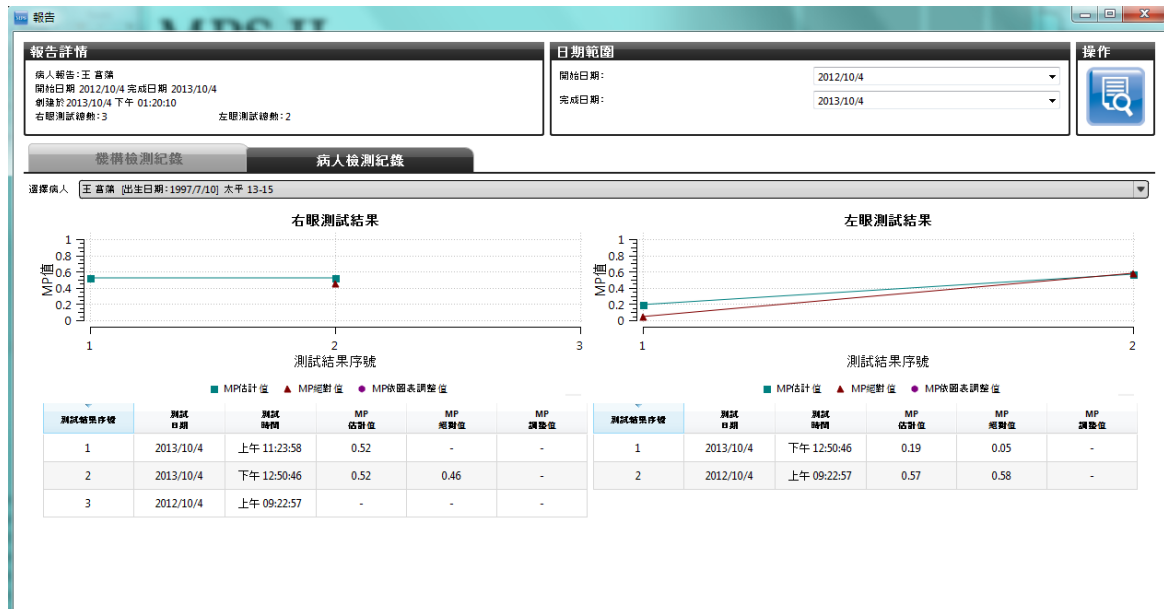 報告
報告詳情
病人報告:王 菖蒲
開始日期 2012/10/4 完成日期 2013/10/4
創建於 2013/10/4 下午 01:20:10
右眼測試總數:3 左眼測試總數:2
日期範圍
開始日期: 2012/10/4
完成日期: 2013/10/4
操作
機構檢測紀錄 病人檢測紀錄
選擇病人 王 菖蒲 [出生日期:1997/7/10] 太平 13-15
右眼測試結果
MP值
1
0.8
0.6
0.4
0.2
0
1 2 3
測試結果序號
MP估計值 MP絕對值 MP依圖表調整值
測試結果序號 測試日期 測試時間 MP估計值 MP絕對值 MP調整值
1 2013/10/4 上午 11:23:58 0.52 - -
2 2013/10/4 下午 12:50:46 0.52 0.46 -
3 2012/10/4 上午 09:22:57 - - -
左眼測試結果
MP值
1
0.8
0.6
0.4
0.2
0
1 2
測試結果序號
MP估計值 MP絕對值 MP依圖表調整值
測試結果序號 測試日期 測試時間 MP估計值 MP絕對值 MP調整值
1 2013/10/4 下午 12:50:46 0.19 0.05 -
2 2012/10/4 上午 09:22:57 0.57 0.58 -